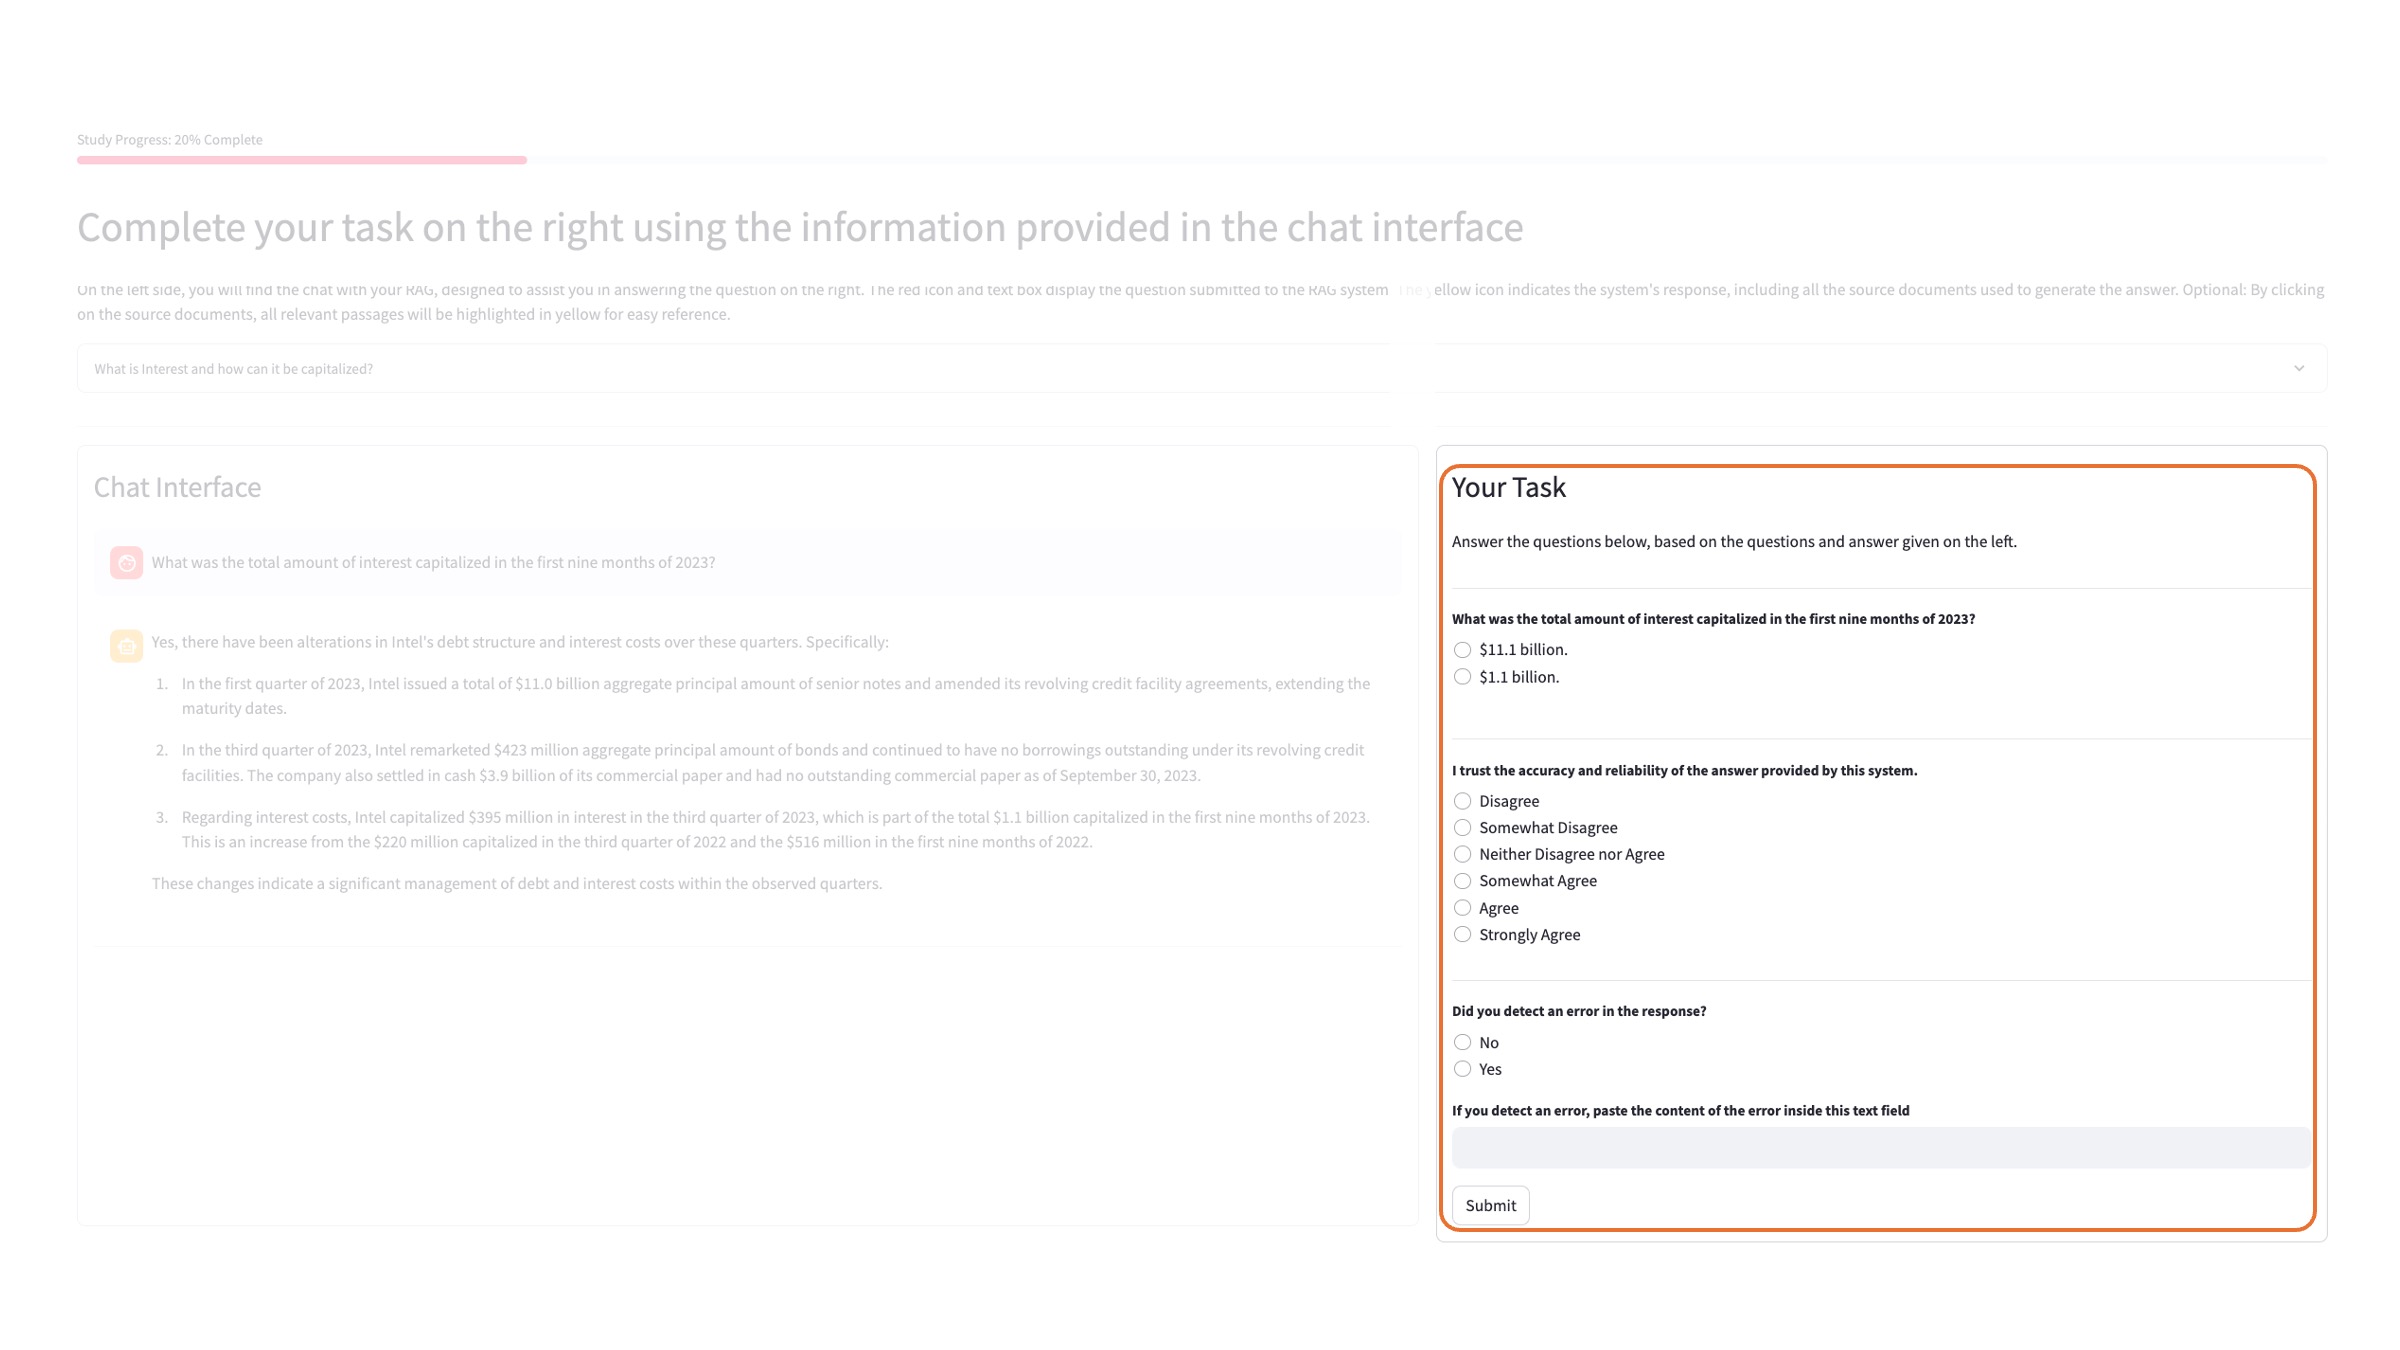 Study Progress: 20% Complete
Complete your task on the right using the information provided in the chat interface
On the left side, you will find the chat with your RAG, designed to assist you in answering the question on the right. The red icon and text box display the question submitted to the RAG system The yellow icon indicates the system's response, including all the source documents used to generate the answer. Optional: By clicking
on the source documents, all relevant passages will be highlighted in yellow for easy reference.
What is Interest and how can it be capitalized?
Chat Interface
What was the total amount of interest capitalized in the first nine months of 2023?
Yes, there have been alterations in Intel's debt structure and interest costs over these quarters. Specifically:
1. In the first quarter of 2023, Intel issued a total of $11.0 billion aggregate principal amount of senior notes and amended its revolving credit facility agreements, extending the
maturity dates.
2. In the third quarter of 2023, Intel remarketed $423 million aggregate principal amount of bonds and continued to have no borrowings outstanding under its revolving credit
facilities. The company also settled in cash $3.9 billion of its commercial paper and had no outstanding commercial paper as of September 30, 2023.
3. Regarding interest costs, Intel capitalized $395 million in interest in the third quarter of 2023, which is part of the total $1.1 billion capitalized in the first nine months of 2023.
This is an increase from the $220 million capitalized in the third quarter of 2022 and the $516 million in the first nine months of 2022.
These changes indicate a significant management of debt and interest costs within the observed quarters.
Your Task
Answer the questions below, based on the questions and answer given on the left.
What was the total amount of interest capitalized in the first nine months of 2023?
$11.1 billion.
$1.1 billion.
I trust the accuracy and reliability of the answer provided by this system.
Disagree
Somewhat Disagree
Neither Disagree nor Agree
Somewhat Agree
Agree
Strongly Agree
Did you detect an error in the response?
No
Yes
If you detect an error, paste the content of the error inside this text field
Submit